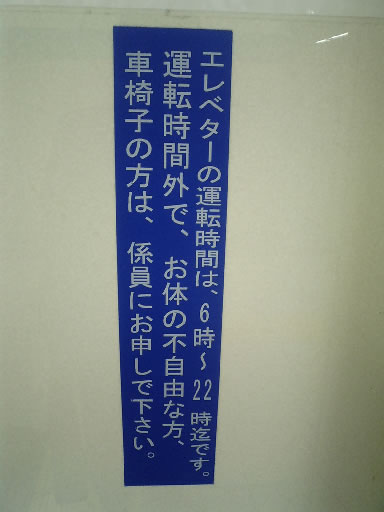 エレベターの運転時間は、6時～22時迄です。
運転時間外で、お体の不自由な方、
車椅子の方は、係員にお申しで下さい。